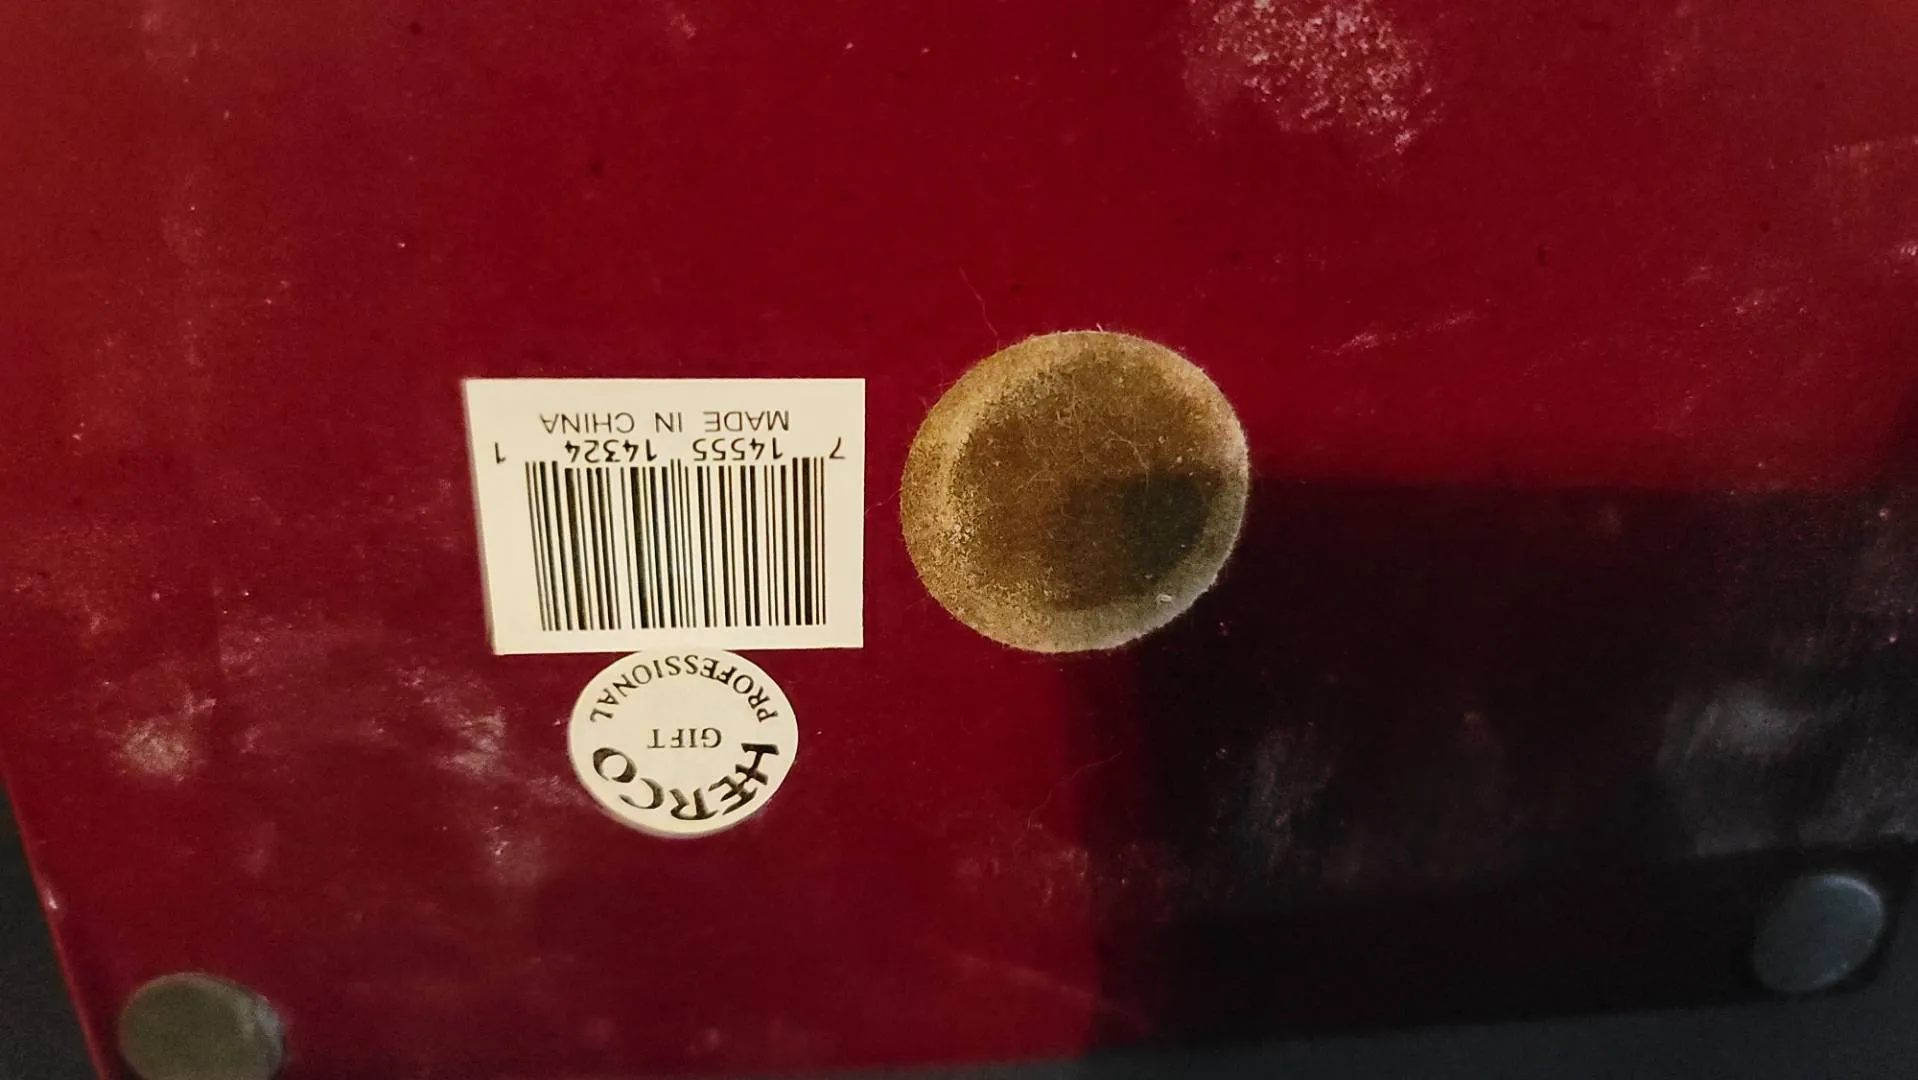 HERCO
GIFT
PROFESSIONAL
7 14555 14324 1
MADE IN CHINA